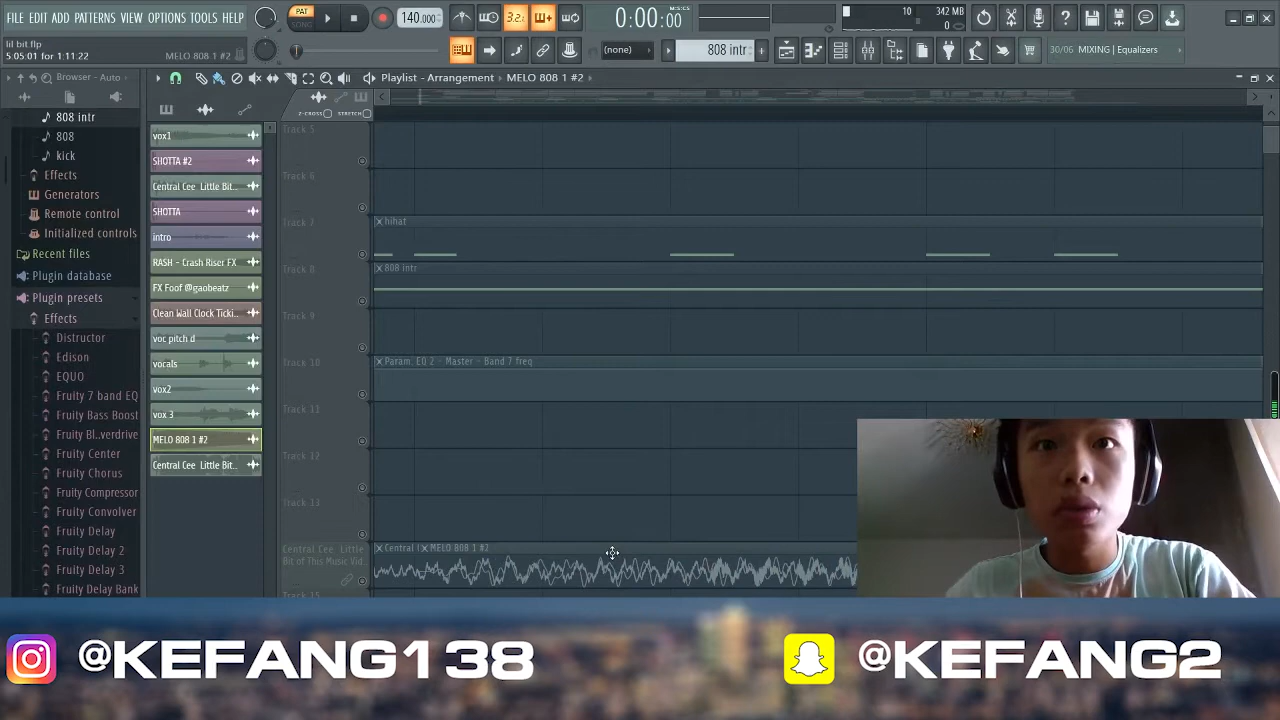 FILE EDIT ADD PATTERNS VIEW OPTIONS TOOLS HELP
PAT
SONG
3.2.
140.000
0:00:00
M:S:CS
10
342 MB
0
lil bit.flp
5:05:01 for 1:11:22
MELO 808 1 #2
(none)
808 intr
30/06 MIXING | Equalizers
Browser - Auto
Playlist - Arrangement
MELO 808 1 #2
Z-CROSS
STRETCH
808 intr
808
kick
Effects
Generators
Remote control
Initialized controls
Recent files
Plugin database
Plugin presets
Effects
Distructor
Edison
EQUO
Fruity 7 band EQ
Fruity Bass Boost
Fruity Bl..verdrive
Fruity Center
Fruity Chorus
Fruity Compressor
Fruity Convolver
Fruity Delay
Fruity Delay 2
Fruity Delay 3
Fruity Delay Bank
vox1
SHOTTA #2
Central Cee Little Bit..
SHOTTA
intro
RASH - Crash Riser FX
FX Foof @gaobeatz
Clean Wall Clock Ticki..
voc pitch d
vocals
vox2
vox 3
MELO 808 1 #2
Central Cee Little Bit..
Track 5
Track 6
Track 7
hihat
Track 8
808 intr
Track 9
Track 10
Param. EQ 2 - Master - Band 7 freq
Track 11
Track 12
Track 13
Central Cee Little
Bit of This Music Vid
Central
MELO 808 1 #2
@KEFANG138
@KEFANG2